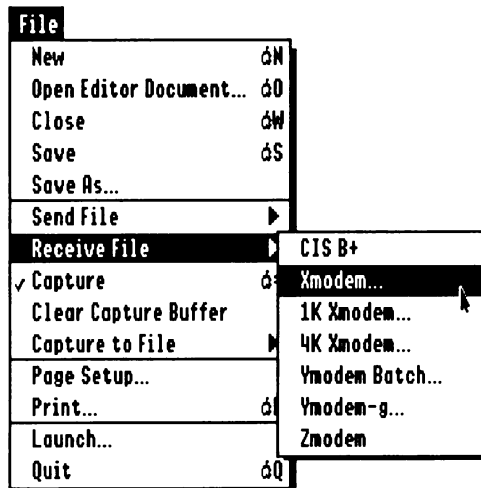 File
New ⌘N
Open Editor Document... ⌘O
Close ⌘W
Save ⌘S
Save As...
Send File
Receive File
✓ Capture
Clear Capture Buffer
Capture to File
Page Setup...
Print...
Launch...
Quit ⌘Q
CIS B+
Xmodem...
1K Xmodem...
4K Xmodem...
Ymodem Batch...
Ymodem-g...
Zmodem